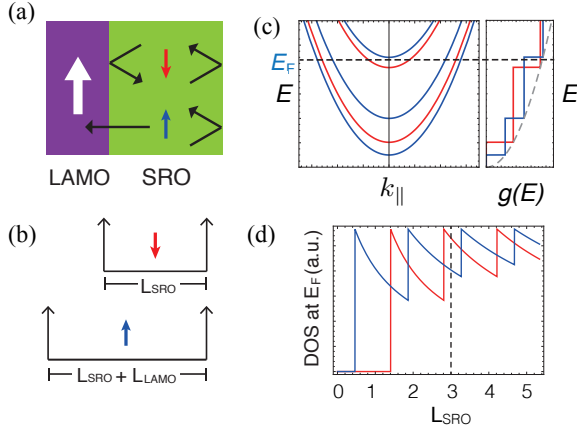 (a)
LAMO SRO
(b)
L_SRO
L_SRO + L_LAMO
(c)
E_F
E
k_||
E
g(E)
(d)
DOS at E_F (a.u.)
0 1 2 3 4 5
L_SRO